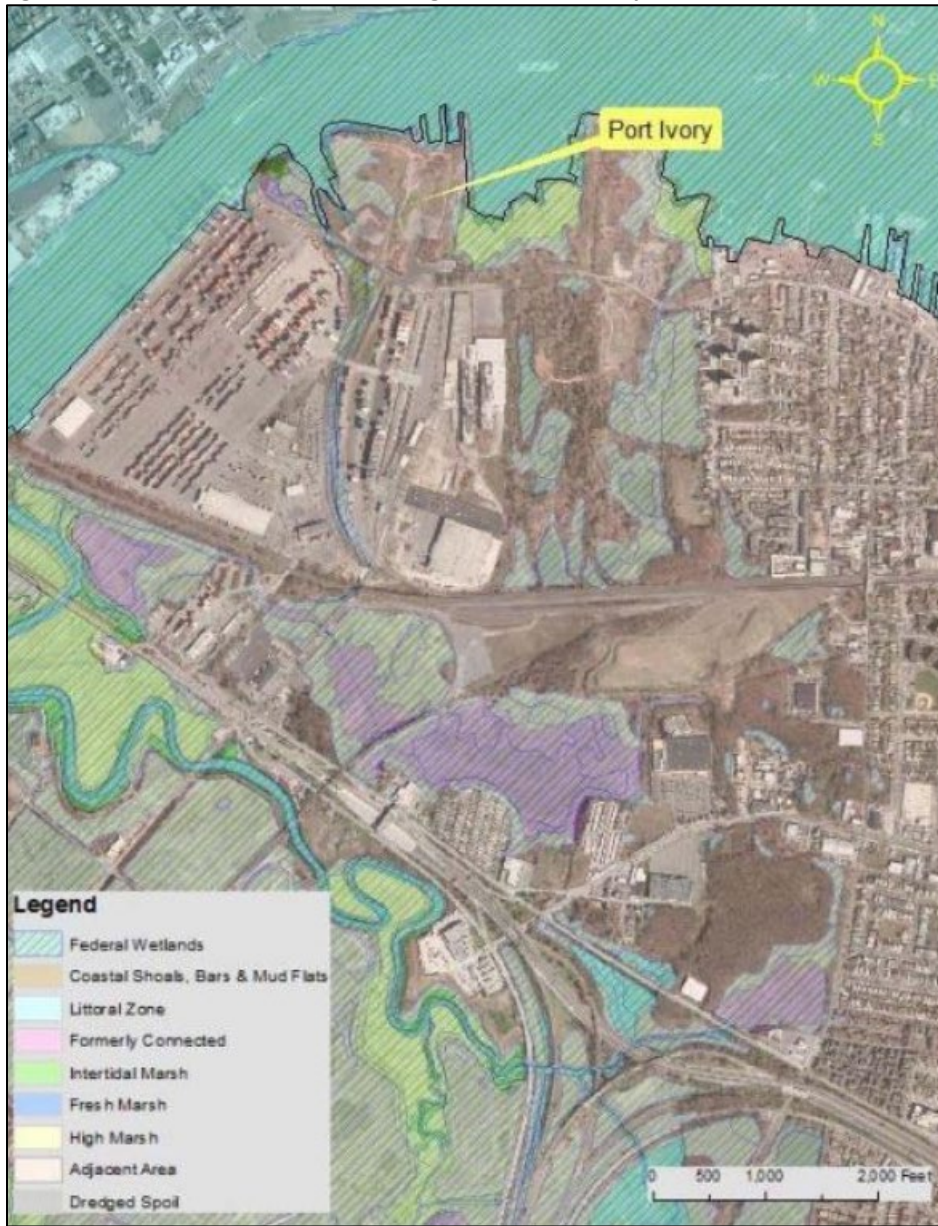 N
W E
S
Port Ivory
Legend
Federal Wetlands
Coastal Shoals, Bars & Mud Flats
Littoral Zone
Formerly Connected
Intertidal Marsh
Fresh Marsh
High Marsh
Adjacent Area
Dredged Spoil
0 500 1,000 2,000 Feet